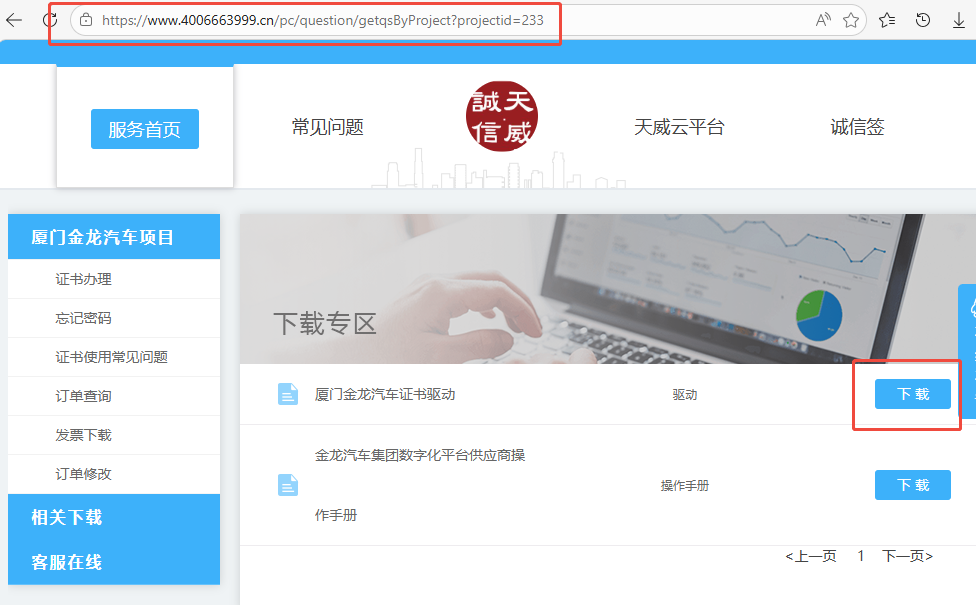 https://www.4006663999.cn/pc/question/getqsByProject?projectid=233
服务首页
常见问题
誠天
信威
天威云平台
诚信签
厦门金龙汽车项目
证书办理
忘记密码
证书使用常见问题
订单查询
发票下载
订单修改
相关下载
客服在线
下载专区
厦门金龙汽车证书驱动
驱动
下 载
金龙汽车集团数字化平台供应商操
作手册
操作手册
下 载
<上一页 1 下一页>